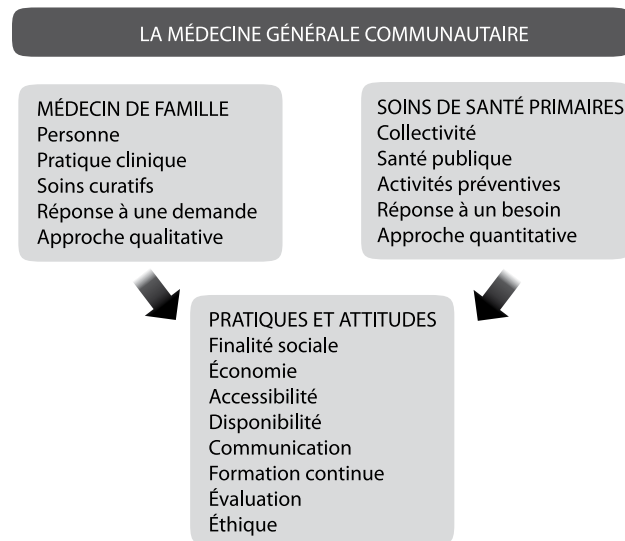 LA MÉDECINE GÉNÉRALE COMMUNAUTAIRE
MÉDECIN DE FAMILLE
Personne
Pratique clinique
Soins curatifs
Réponse à une demande
Approche qualitative
SOINS DE SANTÉ PRIMAIRES
Collectivité
Santé publique
Activités préventives
Réponse à un besoin
Approche quantitative
PRATIQUES ET ATTITUDES
Finalité sociale
Économie
Accessibilité
Disponibilité
Communication
Formation continue
Évaluation
Éthique